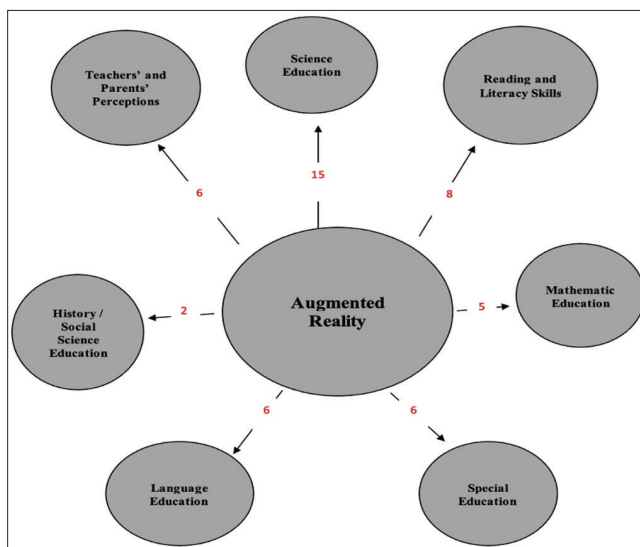 Science
Education
Teachers' and
Parents'
Perceptions
Reading and
Literacy Skills
15
6
8
Augmented
Reality
Mathematic
Education
History /
Social
Science
Education
2
5
6
6
Language
Education
Special
Education